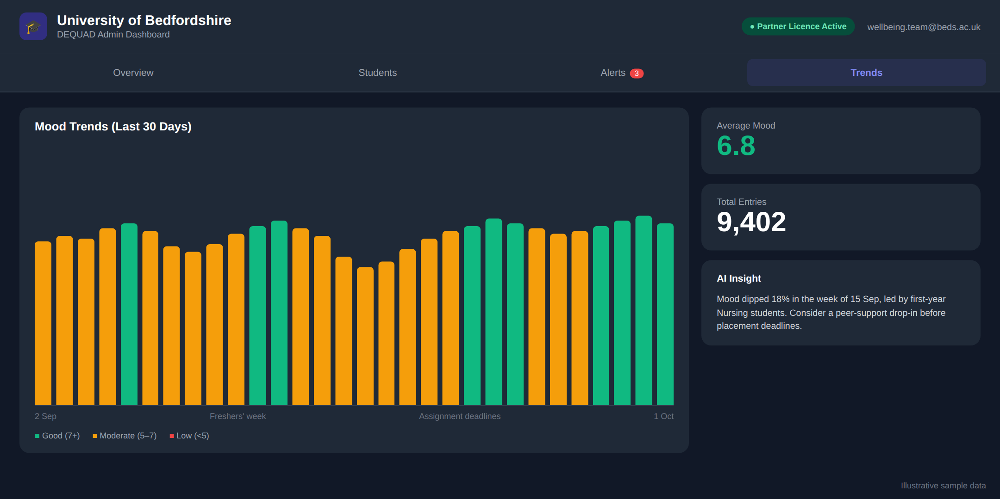 University of Bedfordshire
DEQUAD Admin Dashboard
● Partner Licence Active
wellbeing.team@beds.ac.uk
Overview
Students
Alerts 3
Trends
Mood Trends (Last 30 Days)
2 Sep
Freshers' week
Assignment deadlines
1 Oct
■ Good (7+)
■ Moderate (5–7)
■ Low (<5)
Average Mood
6.8
Total Entries
9,402
AI Insight
Mood dipped 18% in the week of 15 Sep, led by first-year
Nursing students. Consider a peer-support drop-in before
placement deadlines.
Illustrative sample data